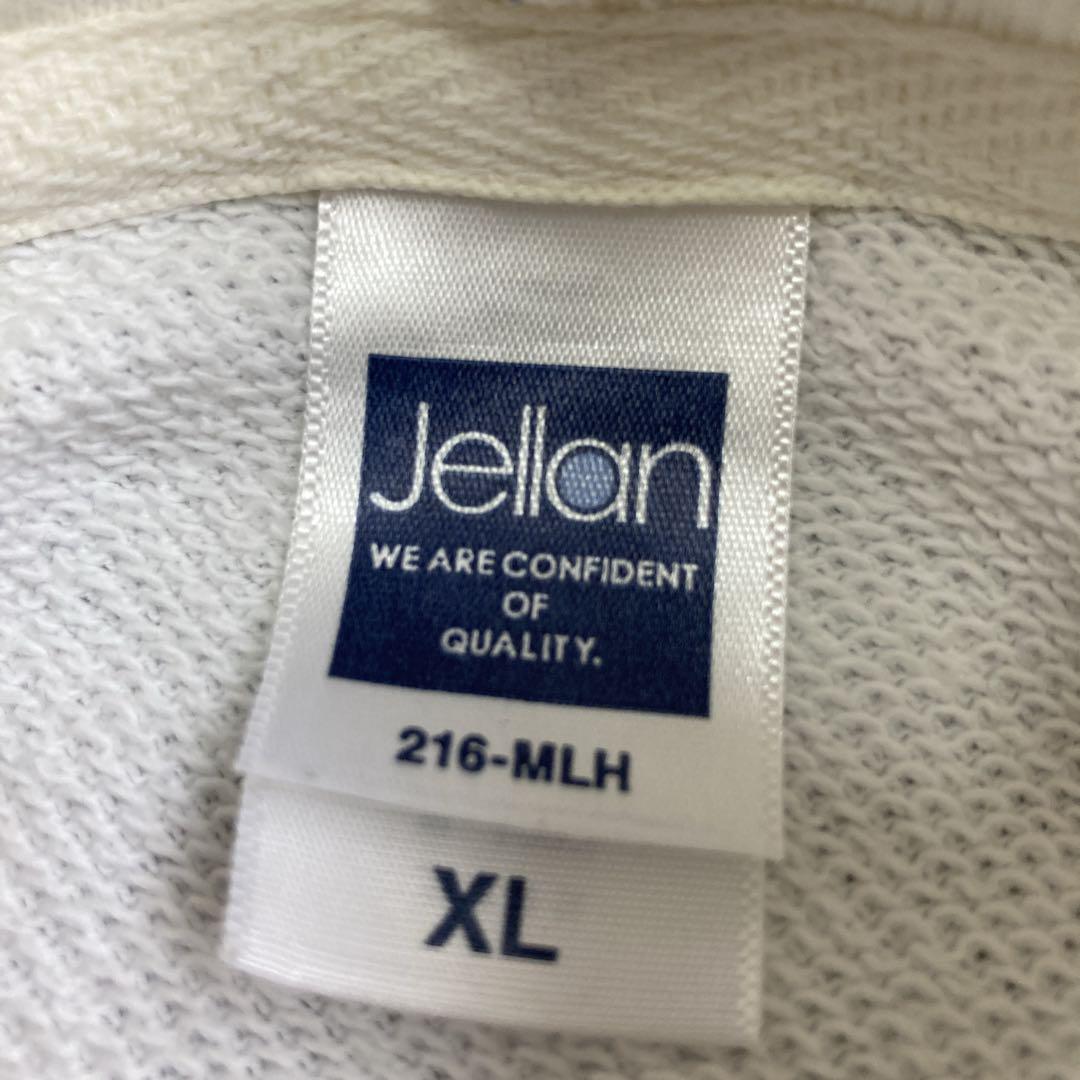 Jellan
WE ARE CONFIDENT
OF
QUALITY.
216-MLH
XL